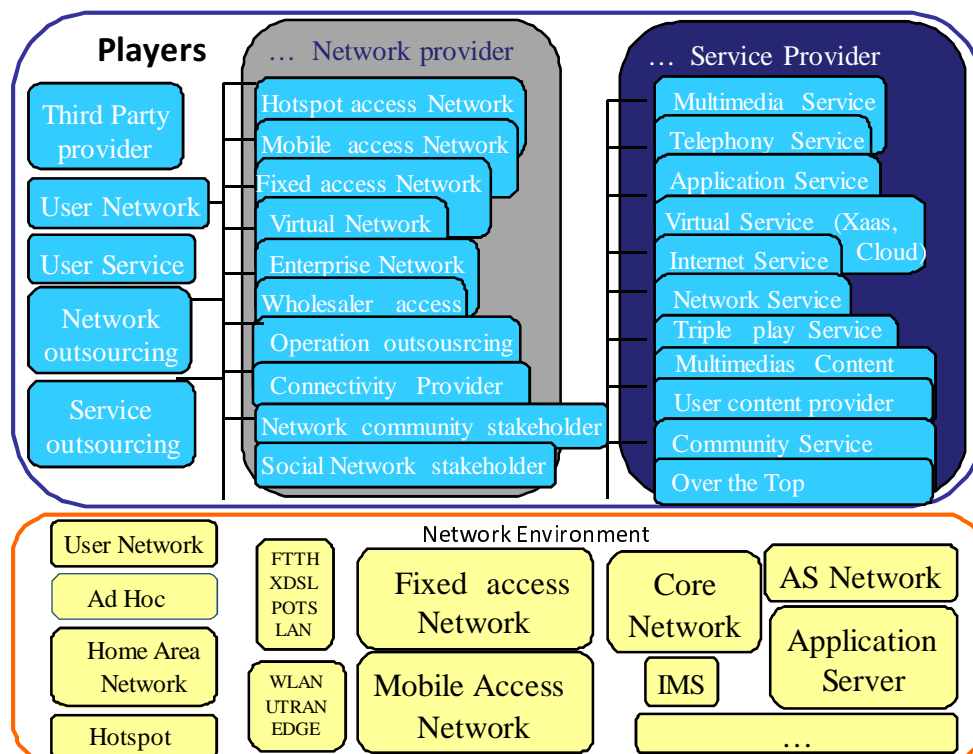 Players
Third Party
provider
User Network
User Service
Network
outsourcing
Service
outsourcing
... Network provider
Hotspot access Network
Mobile access Network
Fixed access Network
Virtual Network
Enterprise Network
Wholesaler access
Operation outsousrcing
Connectivity Provider
Network community stakeholder
Social Network stakeholder
... Service Provider
Multimedia Service
Telephony Service
Application Service
Virtual Service (Xaas,
Cloud)
Internet Service
Network Service
Triple play Service
Multimedias Content
User content provider
Community Service
Over the Top
Network Environment
User Network
Ad Hoc
Home Area
Network
Hotspot
FTTH
XDSL
POTS
LAN
WLAN
UTRAN
EDGE
Fixed access
Network
Mobile Access
Network
Core
Network
IMS
AS Network
Application
Server
...